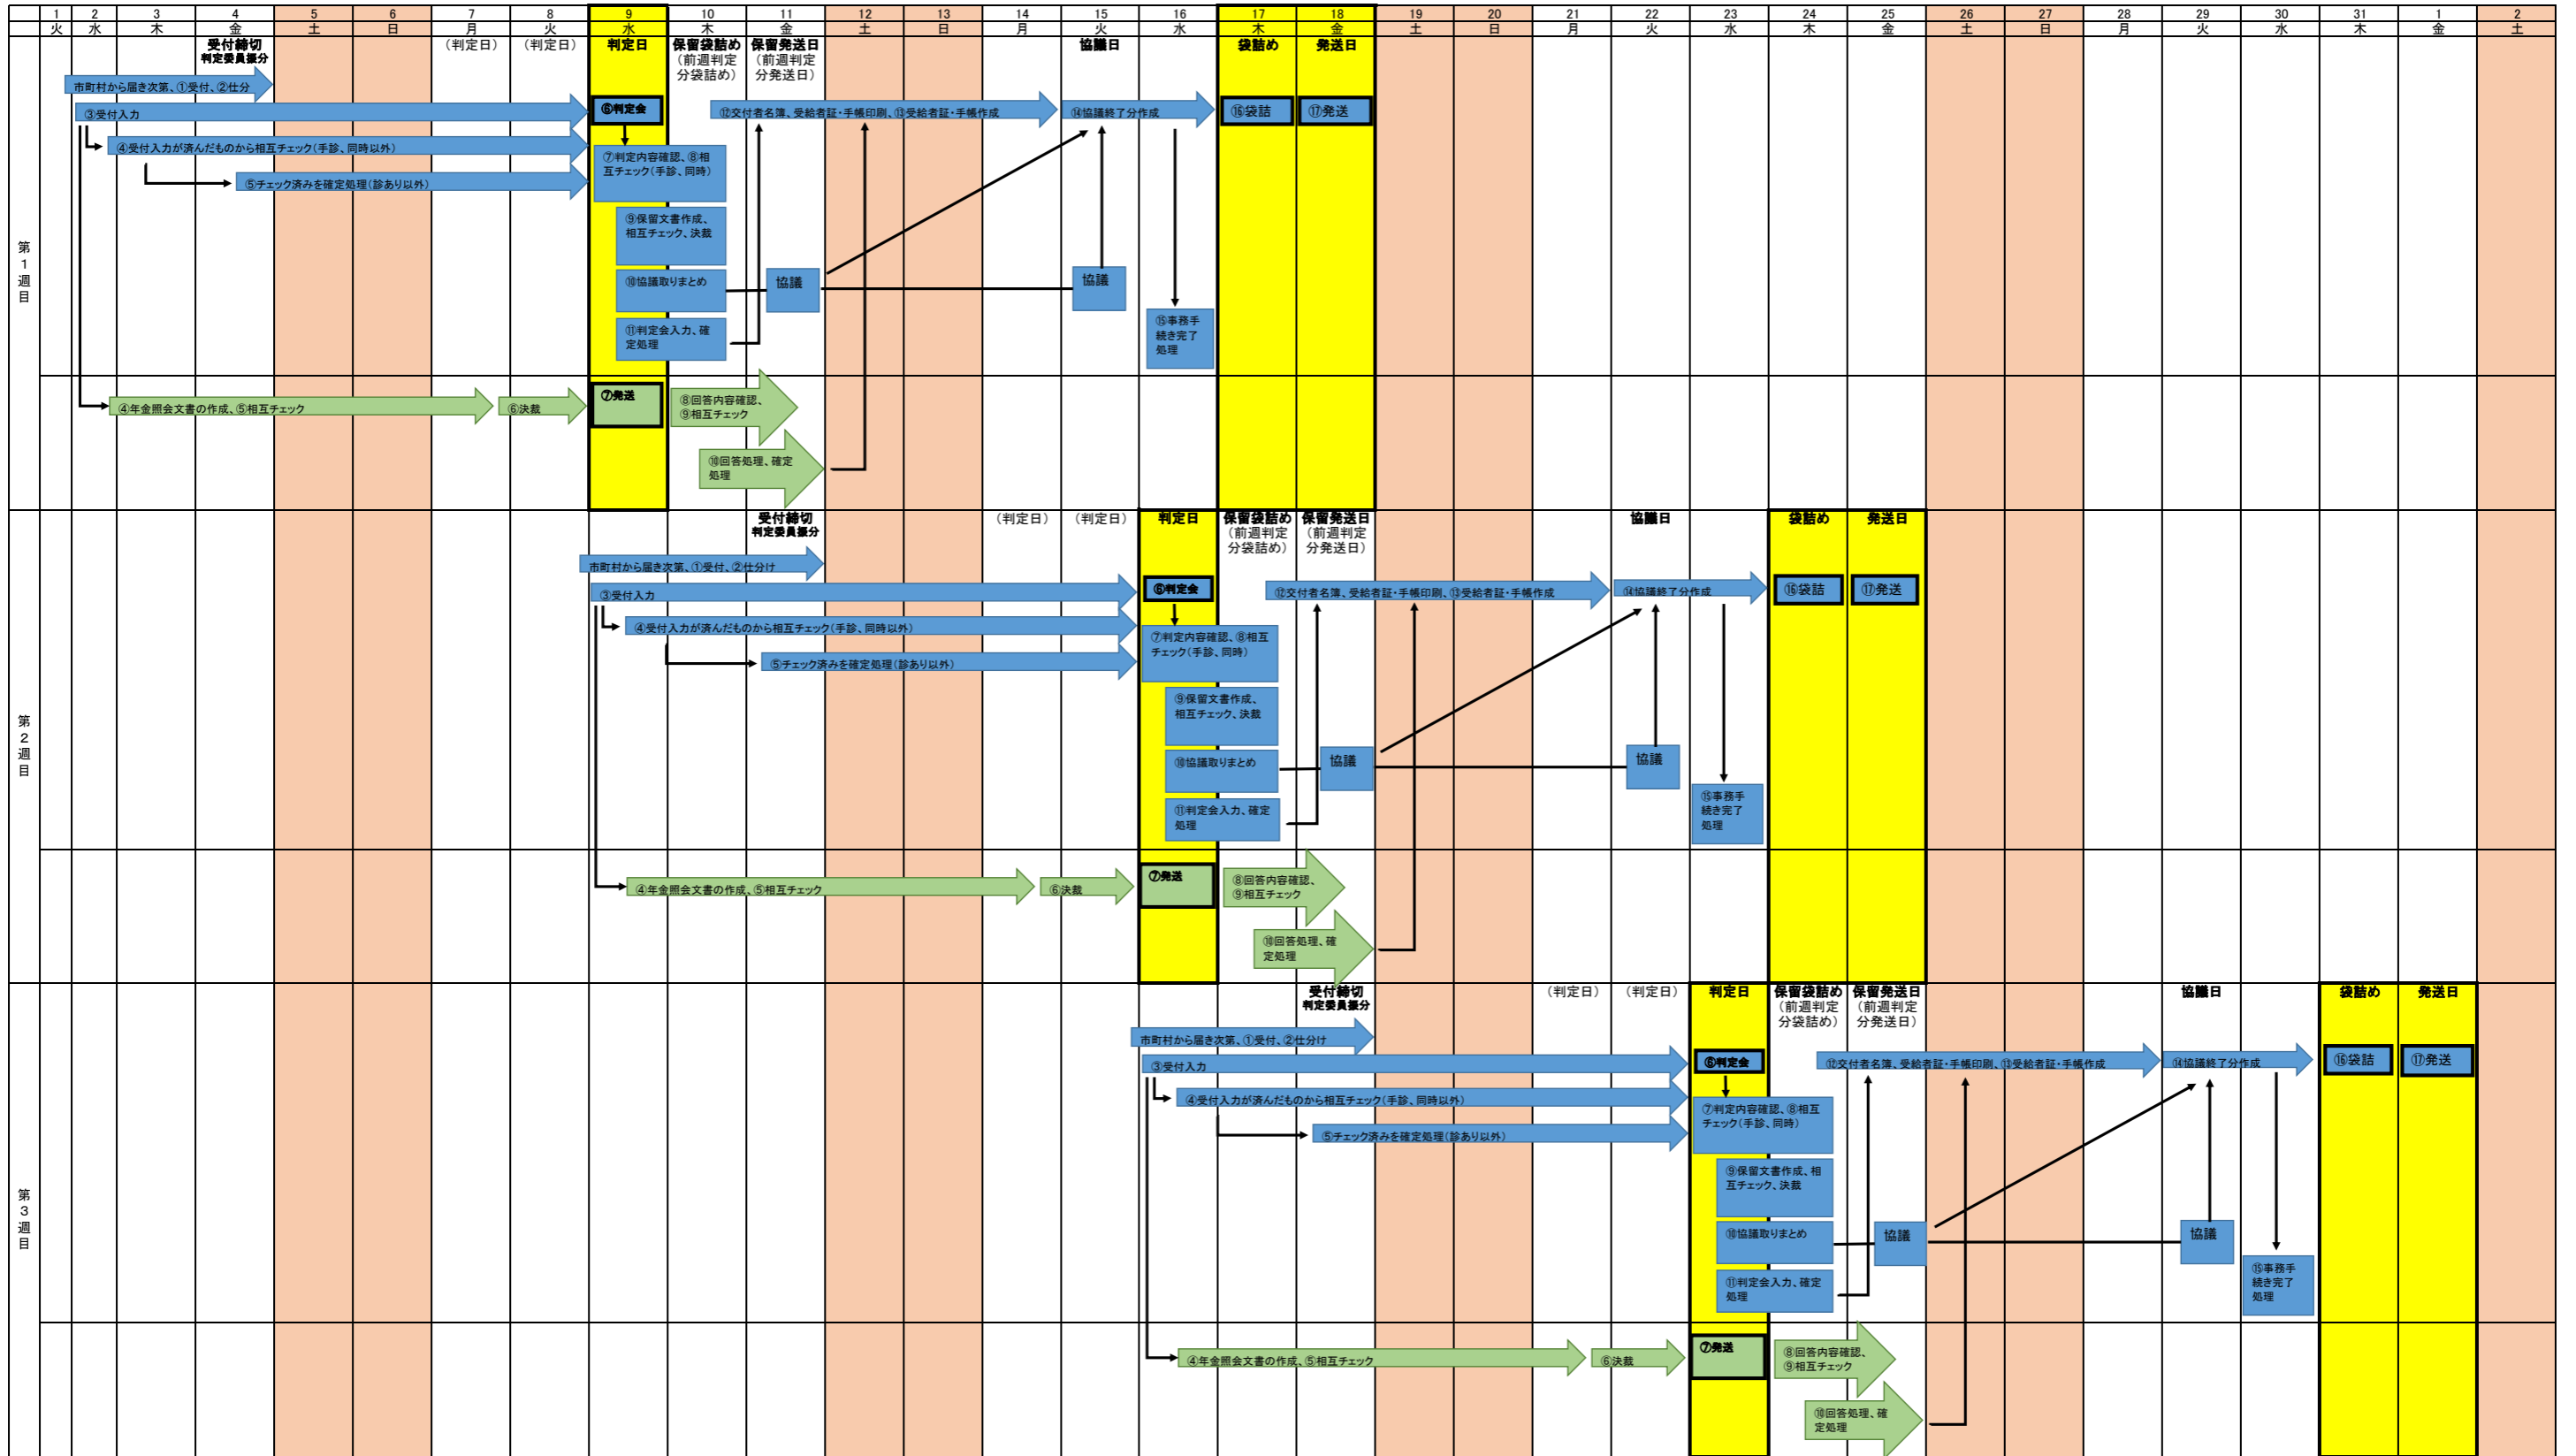 1 2 3 4 5 6 7 8 9 10 11 12 13 14 15 16 17 18 19 20 21 22 23 24 25 26 27 28 29 30 31 1 2
火 水 木 金 土 日 月 火 水 木 金 土 日 月 火 水 木 金 土 日 月 火 水 木 金 土 日 月 火 水 木 金 土
第1週目
受付締切
判定委員振分
（判定日）
（判定日）
判定日
保留袋詰め
（前週判定
分袋詰め）
保留発送日
（前週判定
分発送日）
協議日
袋詰め
発送日
市町村から届き次第、①受付、②仕分
③受付入力
④受付入力が済んだものから相互チェック（手診、同時以外）
⑤チェック済みを確定処理（診あり以外）
⑥判定会
⑦判定内容確認、⑧相
互チェック（手診、同時）
⑨保留文書作成、
相互チェック、決裁
⑩協議取りまとめ
⑪判定会入力、確
定処理
協議
⑫交付者名簿、受給者証・手帳印刷、⑬受給者証・手帳作成
⑭協議終了分作成
協議
⑮事務手
続き完了
処理
⑯袋詰
⑰発送
④年金照会文書の作成、⑤相互チェック
⑥決裁
⑦発送
⑧回答内容確認、
⑨相互チェック
⑩回答処理、確定
処理
第2週目
受付締切
判定委員振分
（判定日）
（判定日）
判定日
保留袋詰め
（前週判定
分袋詰め）
保留発送日
（前週判定
分発送日）
協議日
袋詰め
発送日
市町村から届き次第、①受付、②仕分け
③受付入力
④受付入力が済んだものから相互チェック（手診、同時以外）
⑤チェック済みを確定処理（診あり以外）
⑥判定会
⑦判定内容確認、⑧相互
チェック（手診、同時）
⑨保留文書作成、
相互チェック、決裁
⑩協議取りまとめ
⑪判定会入力、確定
処理
協議
⑫交付者名簿、受給者証・手帳印刷、⑬受給者証・手帳作成
⑭協議終了分作成
協議
⑮事務手
続き完了
処理
⑯袋詰
⑰発送
④年金照会文書の作成、⑤相互チェック
⑥決裁
⑦発送
⑧回答内容確認、
⑨相互チェック
⑩回答処理、確
定処理
第3週目
受付締切
判定委員振分
（判定日）
（判定日）
判定日
保留袋詰め
（前週判定
分袋詰め）
保留発送日
（前週判定
分発送日）
協議日
袋詰め
発送日
市町村から届き次第、①受付、②仕分け
③受付入力
④受付入力が済んだものから相互チェック（手診、同時以外）
⑤チェック済みを確定処理（診あり以外）
⑥判定会
⑦判定内容確認、⑧相互
チェック（手診、同時）
⑨保留文書作成、相
互チェック、決裁
⑩協議取りまとめ
⑪判定会入力、確定
処理
協議
⑫交付者名簿、受給者証・手帳印刷、⑬受給者証・手帳作成
⑭協議終了分作成
協議
⑮事務手
続き完了
処理
⑯袋詰
⑰発送
④年金照会文書の作成、⑤相互チェック
⑥決裁
⑦発送
⑧回答内容確認、
⑨相互チェック
⑩回答処理、確
定処理